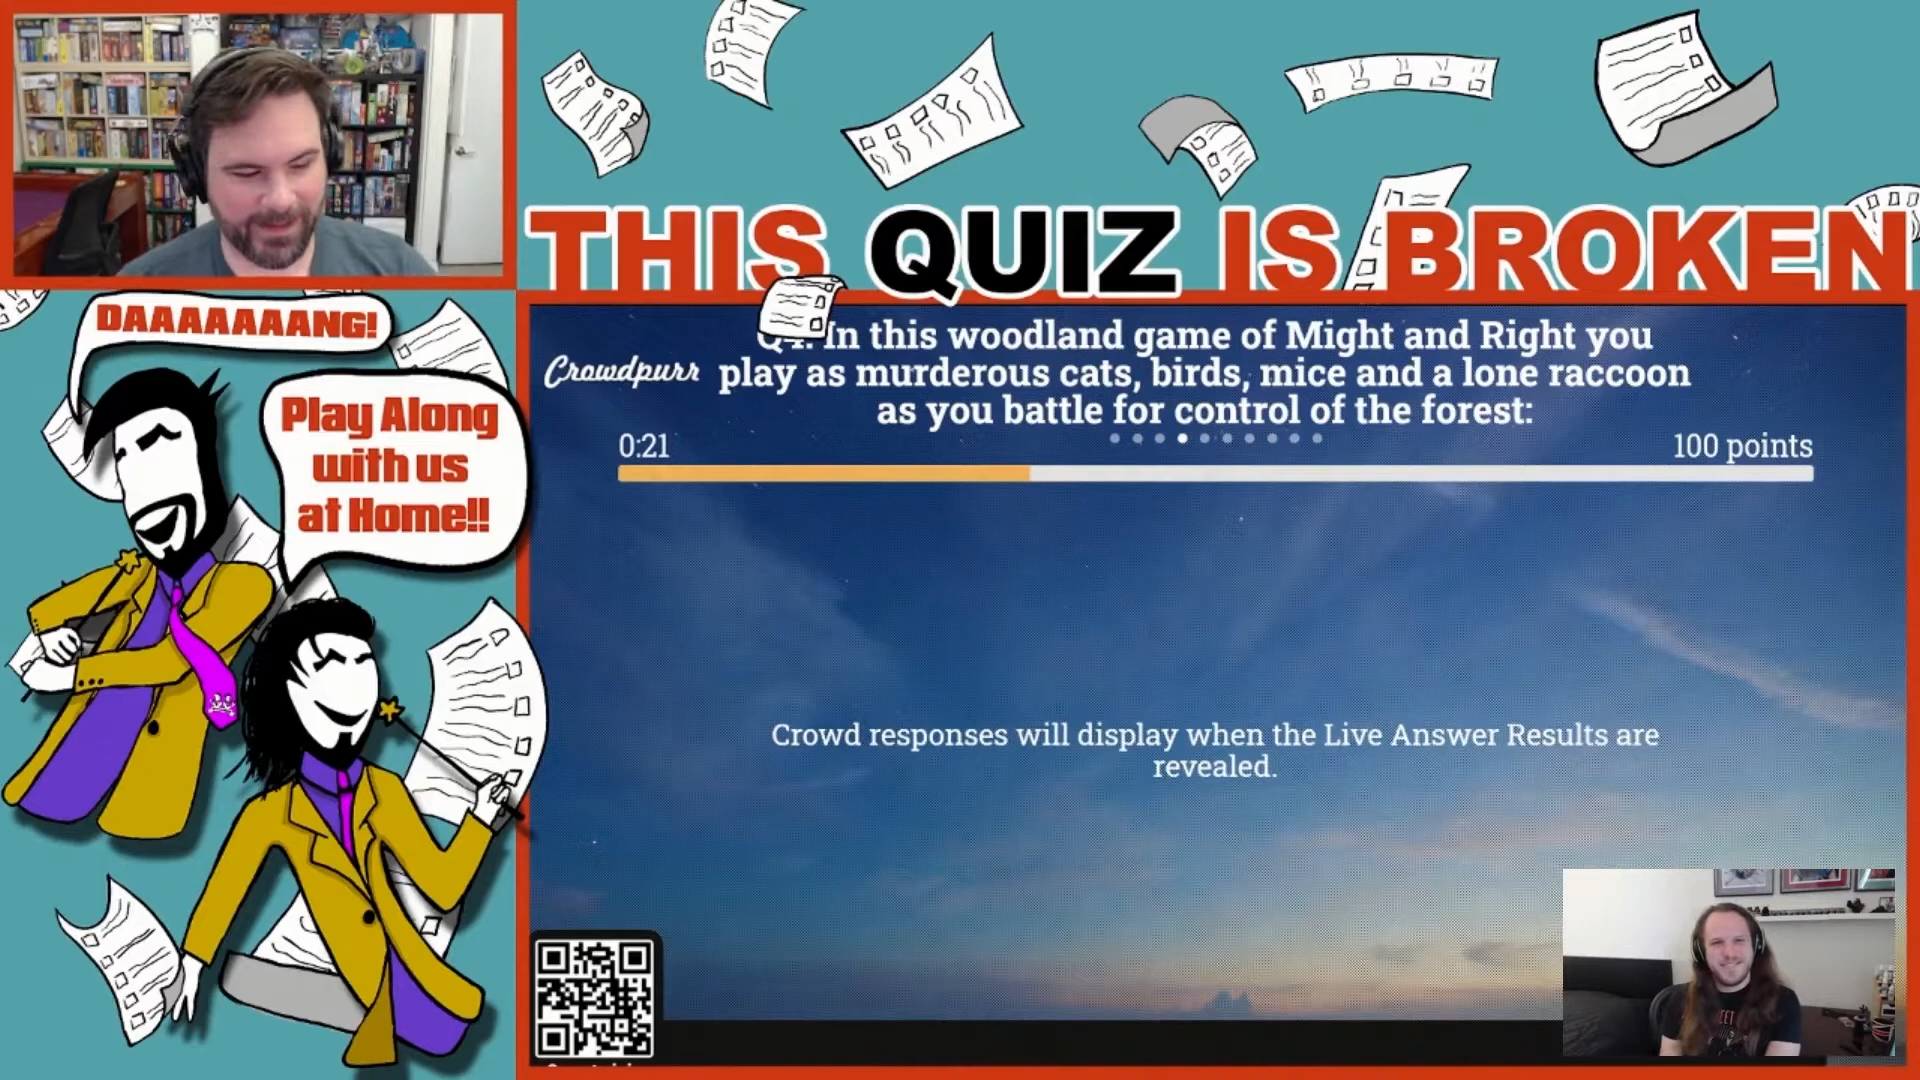 DAAAAAAAANG!
Play Along
with us
at Home!!
THIS QUIZ IS BROKEN
Crowdpurr
In this woodland game of Might and Right you
play as murderous cats, birds, mice and a lone raccoon
as you battle for control of the forest:
0:21
100 points
Crowd responses will display when the Live Answer Results are
revealed.